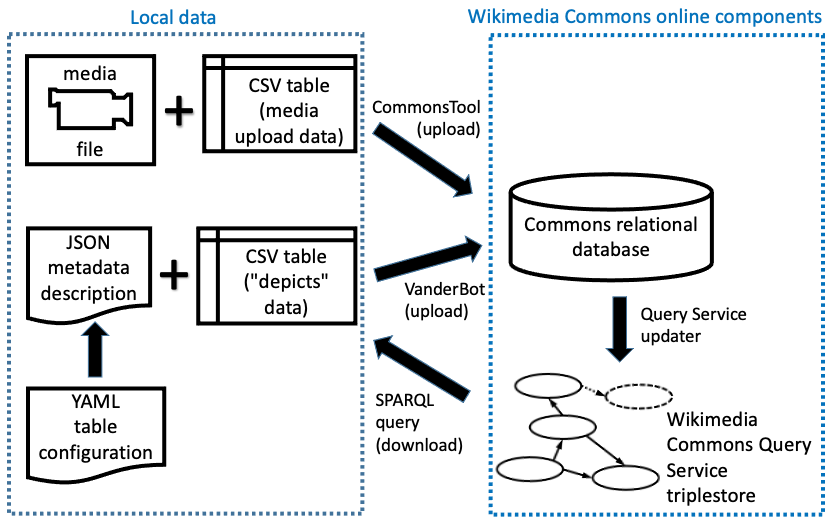 Local data
Wikimedia Commons online components
media
file
CSV table
(media
upload data)
CommonsTool
(upload)
Commons relational
database
JSON
metadata
description
CSV table
("depicts"
data)
VanderBot
(upload)
Query Service
updater
YAML
table
configuration
SPARQL
query
(download)
Wikimedia
Commons Query
Service
triplestore